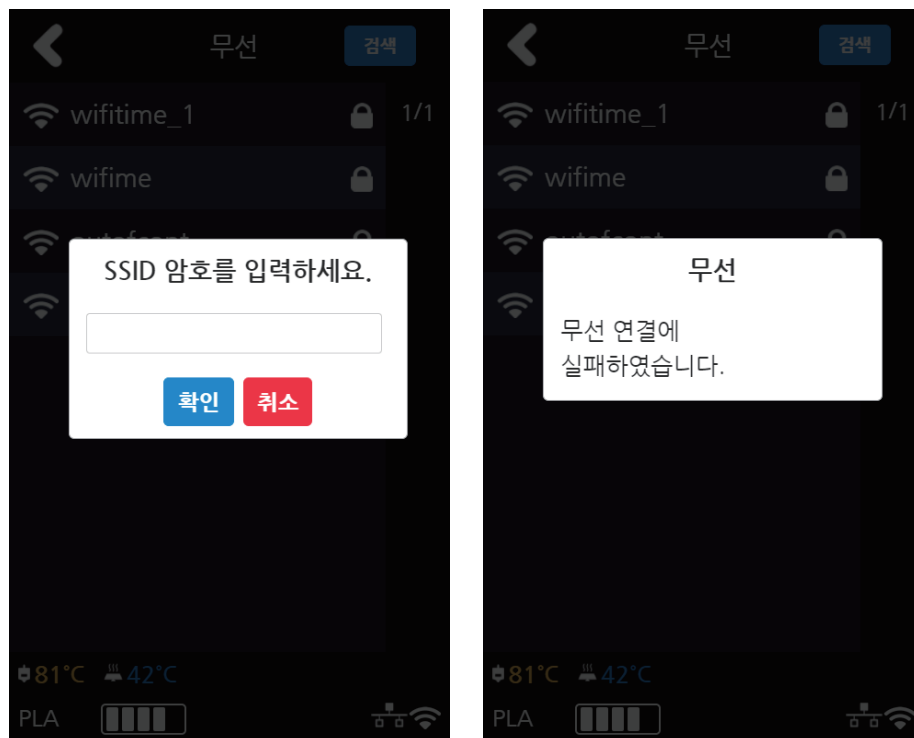 무선
검색
wifitime_1
1/1
wifime
SSID 암호를 입력하세요.
확인
취소
81°C
42°C
PLA
무선
검색
wifitime_1
1/1
wifime
무선
무선 연결에
실패하였습니다.
81°C
42°C
PLA